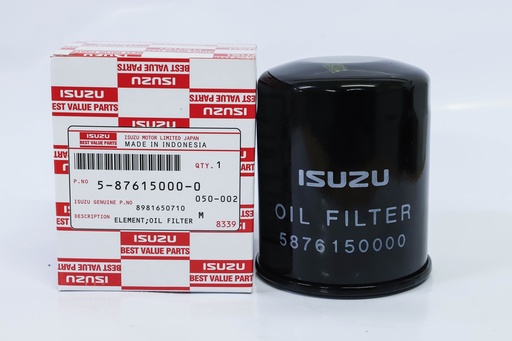 ISUZU
BEST VALUE PARTS
ISUZU
BEST VALUE PARTS
ISUZU
BEST VALUE PARTS
ISUZU
BEST VALUE PARTS
ISUZU MOTOR LIMITED JAPAN
MADE IN INDONESIA
QTY. 1
P.NO
5-87615000-0
050-002
ISUZU GENUINE P.NO
8981650710
DESCRIPTION
ELEMENT;OIL FILTER
M
8339
ISUZU
ISUZU
ISUZU
OIL FILTER
5876150000